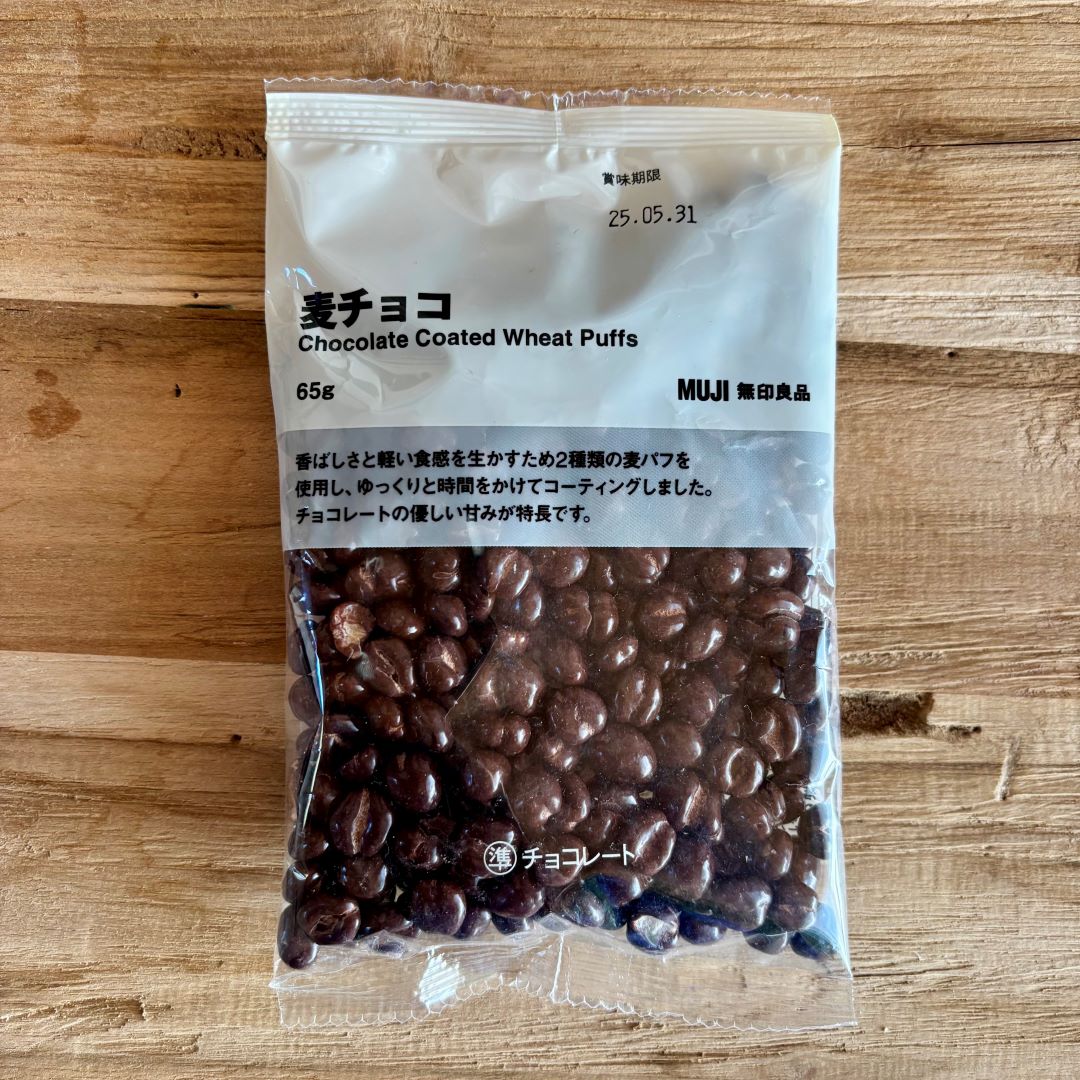 賞味期限
25.05.31
麦チョコ
Chocolate Coated Wheat Puffs
65g
MUJI 無印良品
香ばしさと軽い食感を生かすため2種類の麦パフを
使用し、ゆっくりと時間をかけてコーティングしました。
チョコレートの優しい甘みが特長です。
準 チョコレート